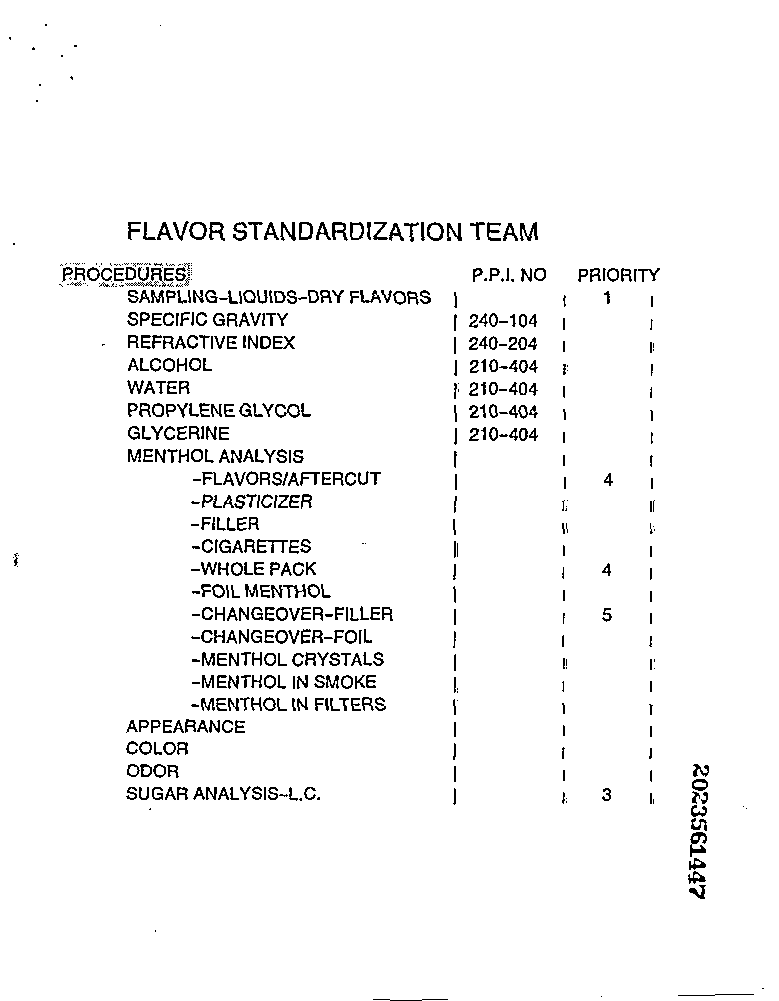 FLAVOR STANDARDIZATION TEAM
PROCEDURES P.P.I. NO PRIORITY
SAMPLING-LIQUIDS-DRY FLAVORS | | 1 |
SPECIFIC GRAVITY | 240-104 | |
REFRACTIVE INDEX | 240-204 | |
ALCOHOL | 210-404 | |
WATER | 210-404 | |
PROPYLENE GLYCOL | 210-404 | |
GLYCERINE | 210-404 | |
MENTHOL ANALYSIS | | |
-FLAVORS/AFTERCUT | | 4 |
-PLASTICIZER | | |
-FILLER | | |
-CIGARETTES | | |
-WHOLE PACK | | 4 |
-FOIL MENTHOL | | |
-CHANGEOVER-FILLER | | 5 |
-CHANGEOVER-FOIL | | |
-MENTHOL CRYSTALS | | |
-MENTHOL IN SMOKE | | |
-MENTHOL IN FILTERS | | |
APPEARANCE | | |
COLOR | | |
ODOR | | |
SUGAR ANALYSIS-L.C. | | 3 |
2023561447